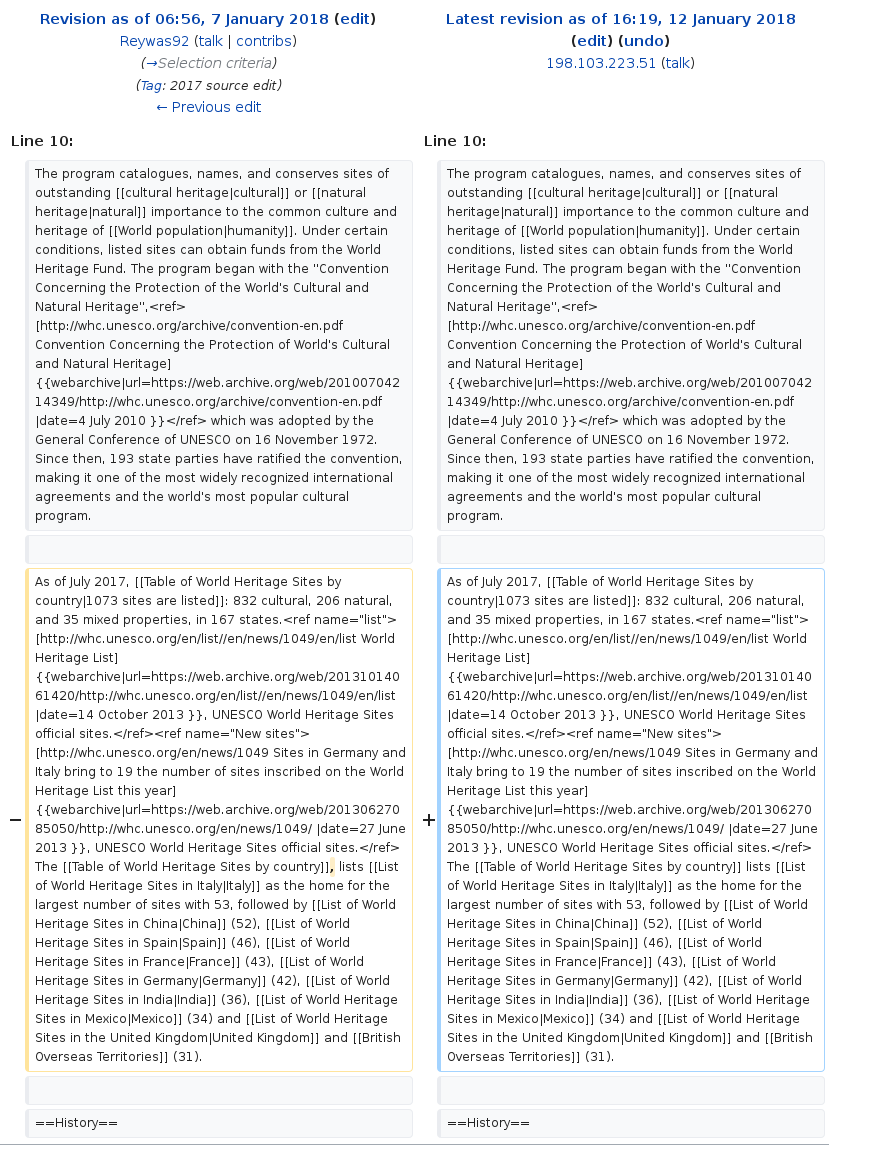 Revision as of 06:56, 7 January 2018 (edit)
Reywas92 (talk | contribs)
(→Selection criteria)
(Tag: 2017 source edit)
← Previous edit
Latest revision as of 16:19, 12 January 2018
(edit) (undo)
198.103.223.51 (talk)
Line 10:
Line 10:
The program catalogues, names, and conserves sites of
outstanding [[cultural heritage|cultural]] or [[natural
heritage|natural]] importance to the common culture and
heritage of [[World population|humanity]]. Under certain
conditions, listed sites can obtain funds from the World
Heritage Fund. The program began with the ''Convention
Concerning the Protection of the World's Cultural and
Natural Heritage'',<ref>
[http://whc.unesco.org/archive/convention-en.pdf
Convention Concerning the Protection of World's Cultural
and Natural Heritage]
{{webarchive|url=https://web.archive.org/web/201007042
14349/http://whc.unesco.org/archive/convention-en.pdf
|date=4 July 2010 }}</ref> which was adopted by the
General Conference of UNESCO on 16 November 1972.
Since then, 193 state parties have ratified the convention,
making it one of the most widely recognized international
agreements and the world's most popular cultural
program.
The program catalogues, names, and conserves sites of
outstanding [[cultural heritage|cultural]] or [[natural
heritage|natural]] importance to the common culture and
heritage of [[World population|humanity]]. Under certain
conditions, listed sites can obtain funds from the World
Heritage Fund. The program began with the ''Convention
Concerning the Protection of the World's Cultural and
Natural Heritage'',<ref>
[http://whc.unesco.org/archive/convention-en.pdf
Convention Concerning the Protection of World's Cultural
and Natural Heritage]
{{webarchive|url=https://web.archive.org/web/201007042
14349/http://whc.unesco.org/archive/convention-en.pdf
|date=4 July 2010 }}</ref> which was adopted by the
General Conference of UNESCO on 16 November 1972.
Since then, 193 state parties have ratified the convention,
making it one of the most widely recognized international
agreements and the world's most popular cultural
program.
−
As of July 2017, [[Table of World Heritage Sites by
country|1073 sites are listed]]: 832 cultural, 206 natural,
and 35 mixed properties, in 167 states.<ref name="list">
[http://whc.unesco.org/en/list//en/news/1049/en/list World
Heritage List]
{{webarchive|url=https://web.archive.org/web/201310140
61420/http://whc.unesco.org/en/list//en/news/1049/en/list
|date=14 October 2013 }}, UNESCO World Heritage Sites
official sites.</ref><ref name="New sites">
[http://whc.unesco.org/en/news/1049 Sites in Germany and
Italy bring to 19 the number of sites inscribed on the World
Heritage List this year]
{{webarchive|url=https://web.archive.org/web/201306270
85050/http://whc.unesco.org/en/news/1049/ |date=27 June
2013 }}, UNESCO World Heritage Sites official sites.</ref>
The [[Table of World Heritage Sites by country]], lists [[List
of World Heritage Sites in Italy|Italy]] as the home for the
largest number of sites with 53, followed by [[List of World
Heritage Sites in China|China]] (52), [[List of World
Heritage Sites in Spain|Spain]] (46), [[List of World
Heritage Sites in France|France]] (43), [[List of World
Heritage Sites in Germany|Germany]] (42), [[List of World
Heritage Sites in India|India]] (36), [[List of World Heritage
Sites in Mexico|Mexico]] (34) and [[List of World Heritage
Sites in the United Kingdom|United Kingdom]] and [[British
Overseas Territories]] (31).
+
As of July 2017, [[Table of World Heritage Sites by
country|1073 sites are listed]]: 832 cultural, 206 natural,
and 35 mixed properties, in 167 states.<ref name="list">
[http://whc.unesco.org/en/list//en/news/1049/en/list World
Heritage List]
{{webarchive|url=https://web.archive.org/web/201310140
61420/http://whc.unesco.org/en/list//en/news/1049/en/list
|date=14 October 2013 }}, UNESCO World Heritage Sites
official sites.</ref><ref name="New sites">
[http://whc.unesco.org/en/news/1049 Sites in Germany and
Italy bring to 19 the number of sites inscribed on the World
Heritage List this year]
{{webarchive|url=https://web.archive.org/web/201306270
85050/http://whc.unesco.org/en/news/1049/ |date=27 June
2013 }}, UNESCO World Heritage Sites official sites.</ref>
The [[Table of World Heritage Sites by country]] lists [[List
of World Heritage Sites in Italy|Italy]] as the home for the
largest number of sites with 53, followed by [[List of World
Heritage Sites in China|China]] (52), [[List of World
Heritage Sites in Spain|Spain]] (46), [[List of World
Heritage Sites in France|France]] (43), [[List of World
Heritage Sites in Germany|Germany]] (42), [[List of World
Heritage Sites in India|India]] (36), [[List of World Heritage
Sites in Mexico|Mexico]] (34) and [[List of World Heritage
Sites in the United Kingdom|United Kingdom]] and [[British
Overseas Territories]] (31).
==History==
==History==